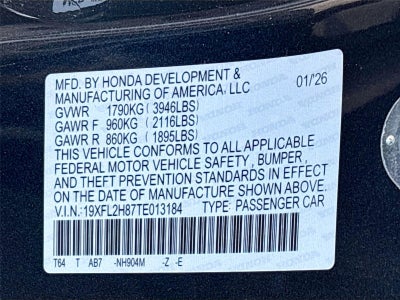 MFD. BY HONDA DEVELOPMENT &
MANUFACTURING OF AMERICA, LLC 01/26
GVWR 1790KG (3946LBS)
GAWR F 960KG (2116LBS)
GAWR R 860KG (1895LBS)
THIS VEHICLE CONFORMS TO ALL APPLICABLE
FEDERAL MOTOR VEHICLE SAFETY, BUMPER,
AND THEFT PREVENTION STANDARDS IN EFFECT
ON THE DATE OF MANUFACTURE SHOWN ABOVE.
V.I.N: 19XFL2H87TE013184 TYPE: PASSENGER CAR
T64 T AB7 -NH904M -Z -E